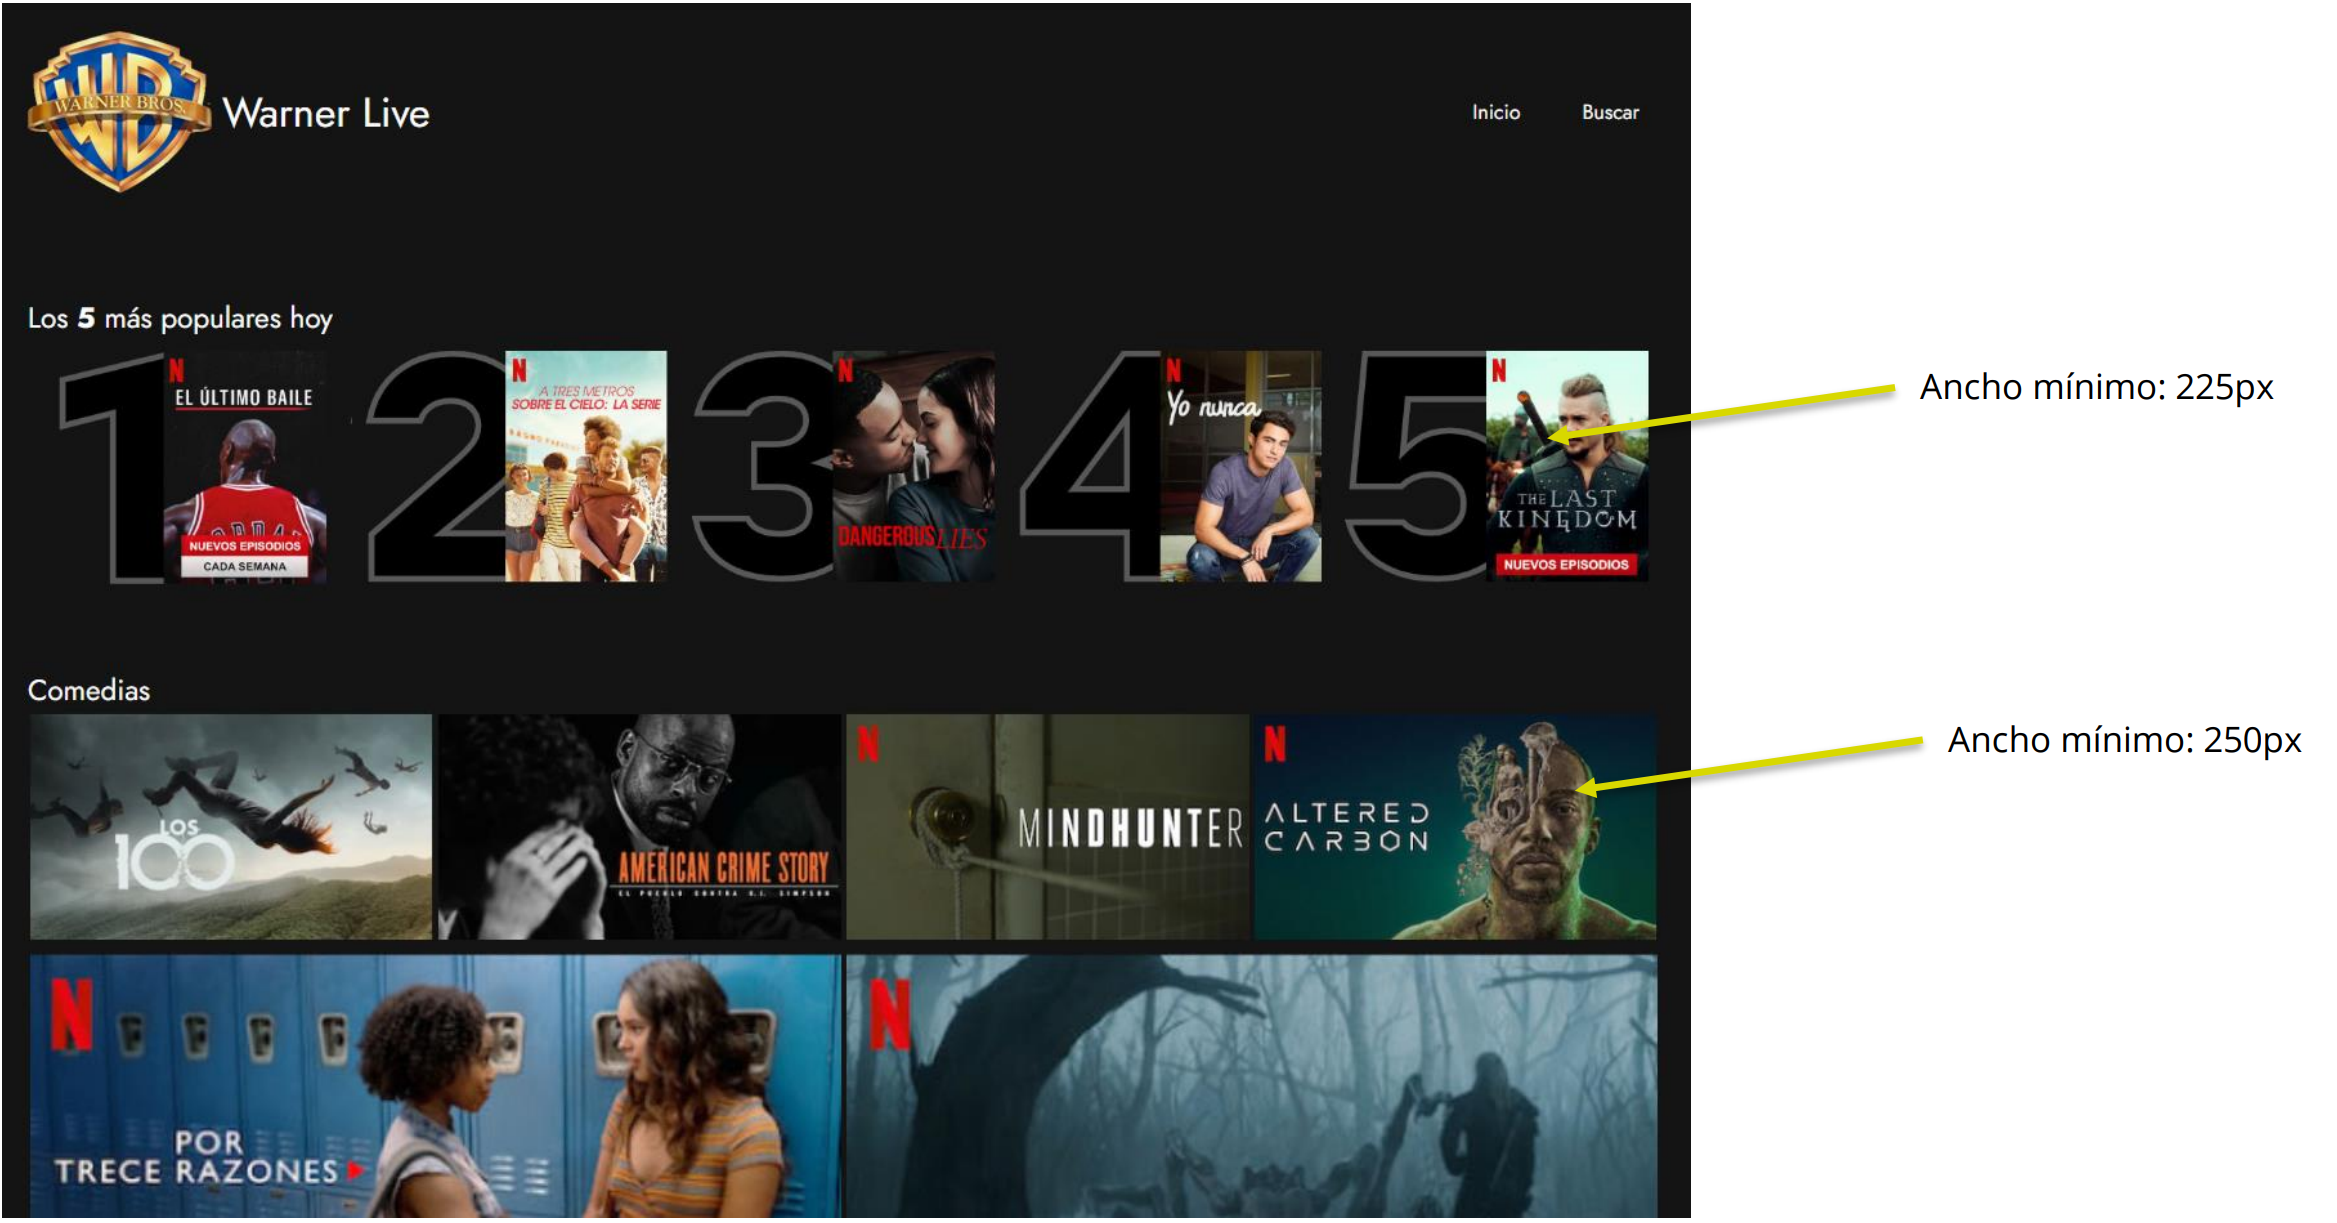 WARNER BROS.
Warner Live
Inicio
Buscar
Los 5 más populares hoy
1
N
EL ÚLTIMO BAILE
NUEVOS EPISODIOS
CADA SEMANA
2
N
A TRES METROS
SOBRE EL CIELO: LA SERIE
3
N
DANGEROUS LIES
4
N
Yo nunca
5
N
THE LAST
KINGDOM
NUEVOS EPISODIOS
Ancho mínimo: 225px
Comedias
LOS
100
AMERICAN CRIME STORY
EL PUEBLO CONTRA O.J. SIMPSON
N
MINDHUNTER
N
ALTERED
CARBON
Ancho mínimo: 250px
N
POR
TRECE RAZONES
N